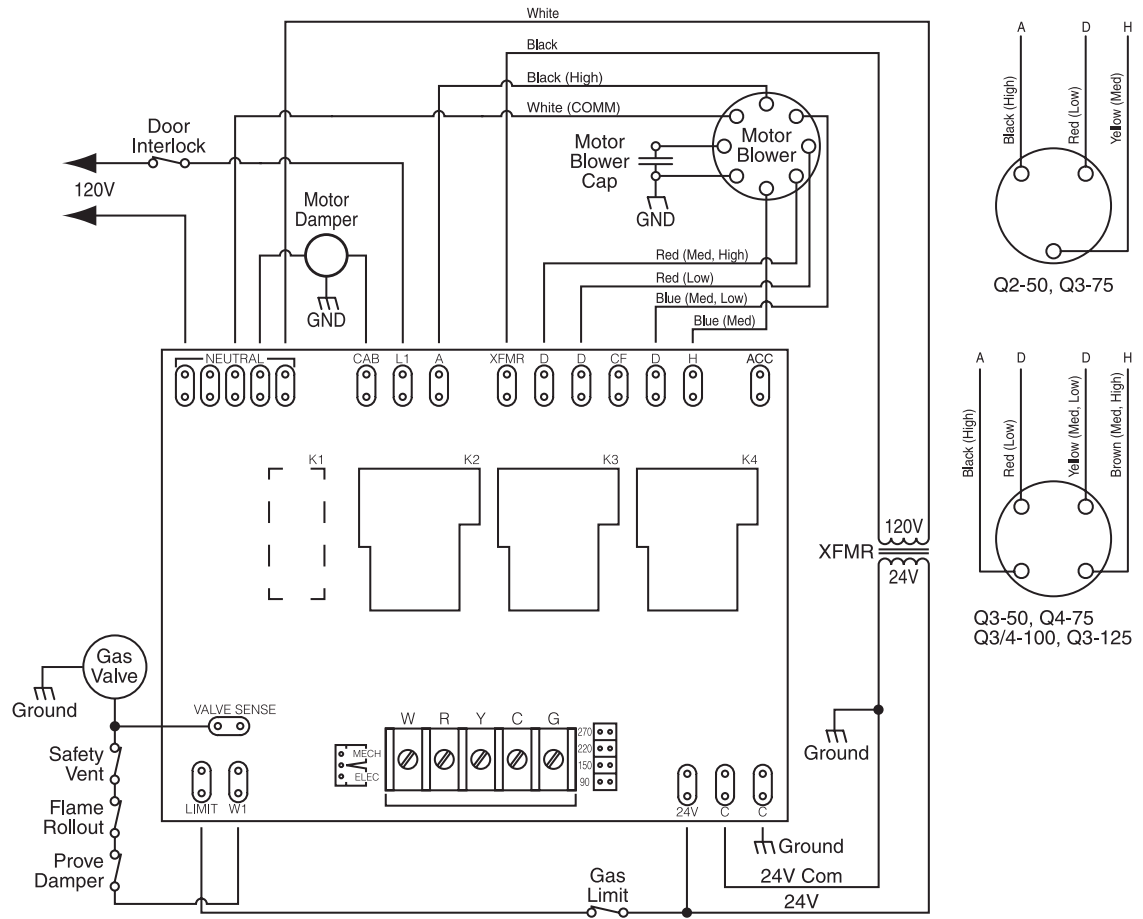 White
Black
Black (High)
White (COMM)
Door
Interlock
120V
Motor
Damper
GND
Motor
Blower
Cap
GND
Motor
Blower
Red (Med, High)
Red (Low)
Blue (Med, Low)
Blue (Med)
NEUTRAL
CAB
L1
A
XFMR
D
D
CF
D
H
ACC
K1
K2
K3
K4
120V
XFMR
24V
Gas
Valve
Ground
VALVE SENSE
Safety
Vent
Flame
Rollout
Prove
Damper
LIMIT
W1
MECH
ELEC
W
R
Y
C
G
270
220
150
90
24V
C
C
Ground
Ground
24V Com
24V
Gas
Limit
A
D
H
Black (High)
Red (Low)
Yellow (Med)
Q2-50, Q3-75
A
D
D
H
Black (High)
Red (Low)
Yellow (Med, Low)
Brown (Med, High)
Q3-50, Q4-75
Q3/4-100, Q3-125